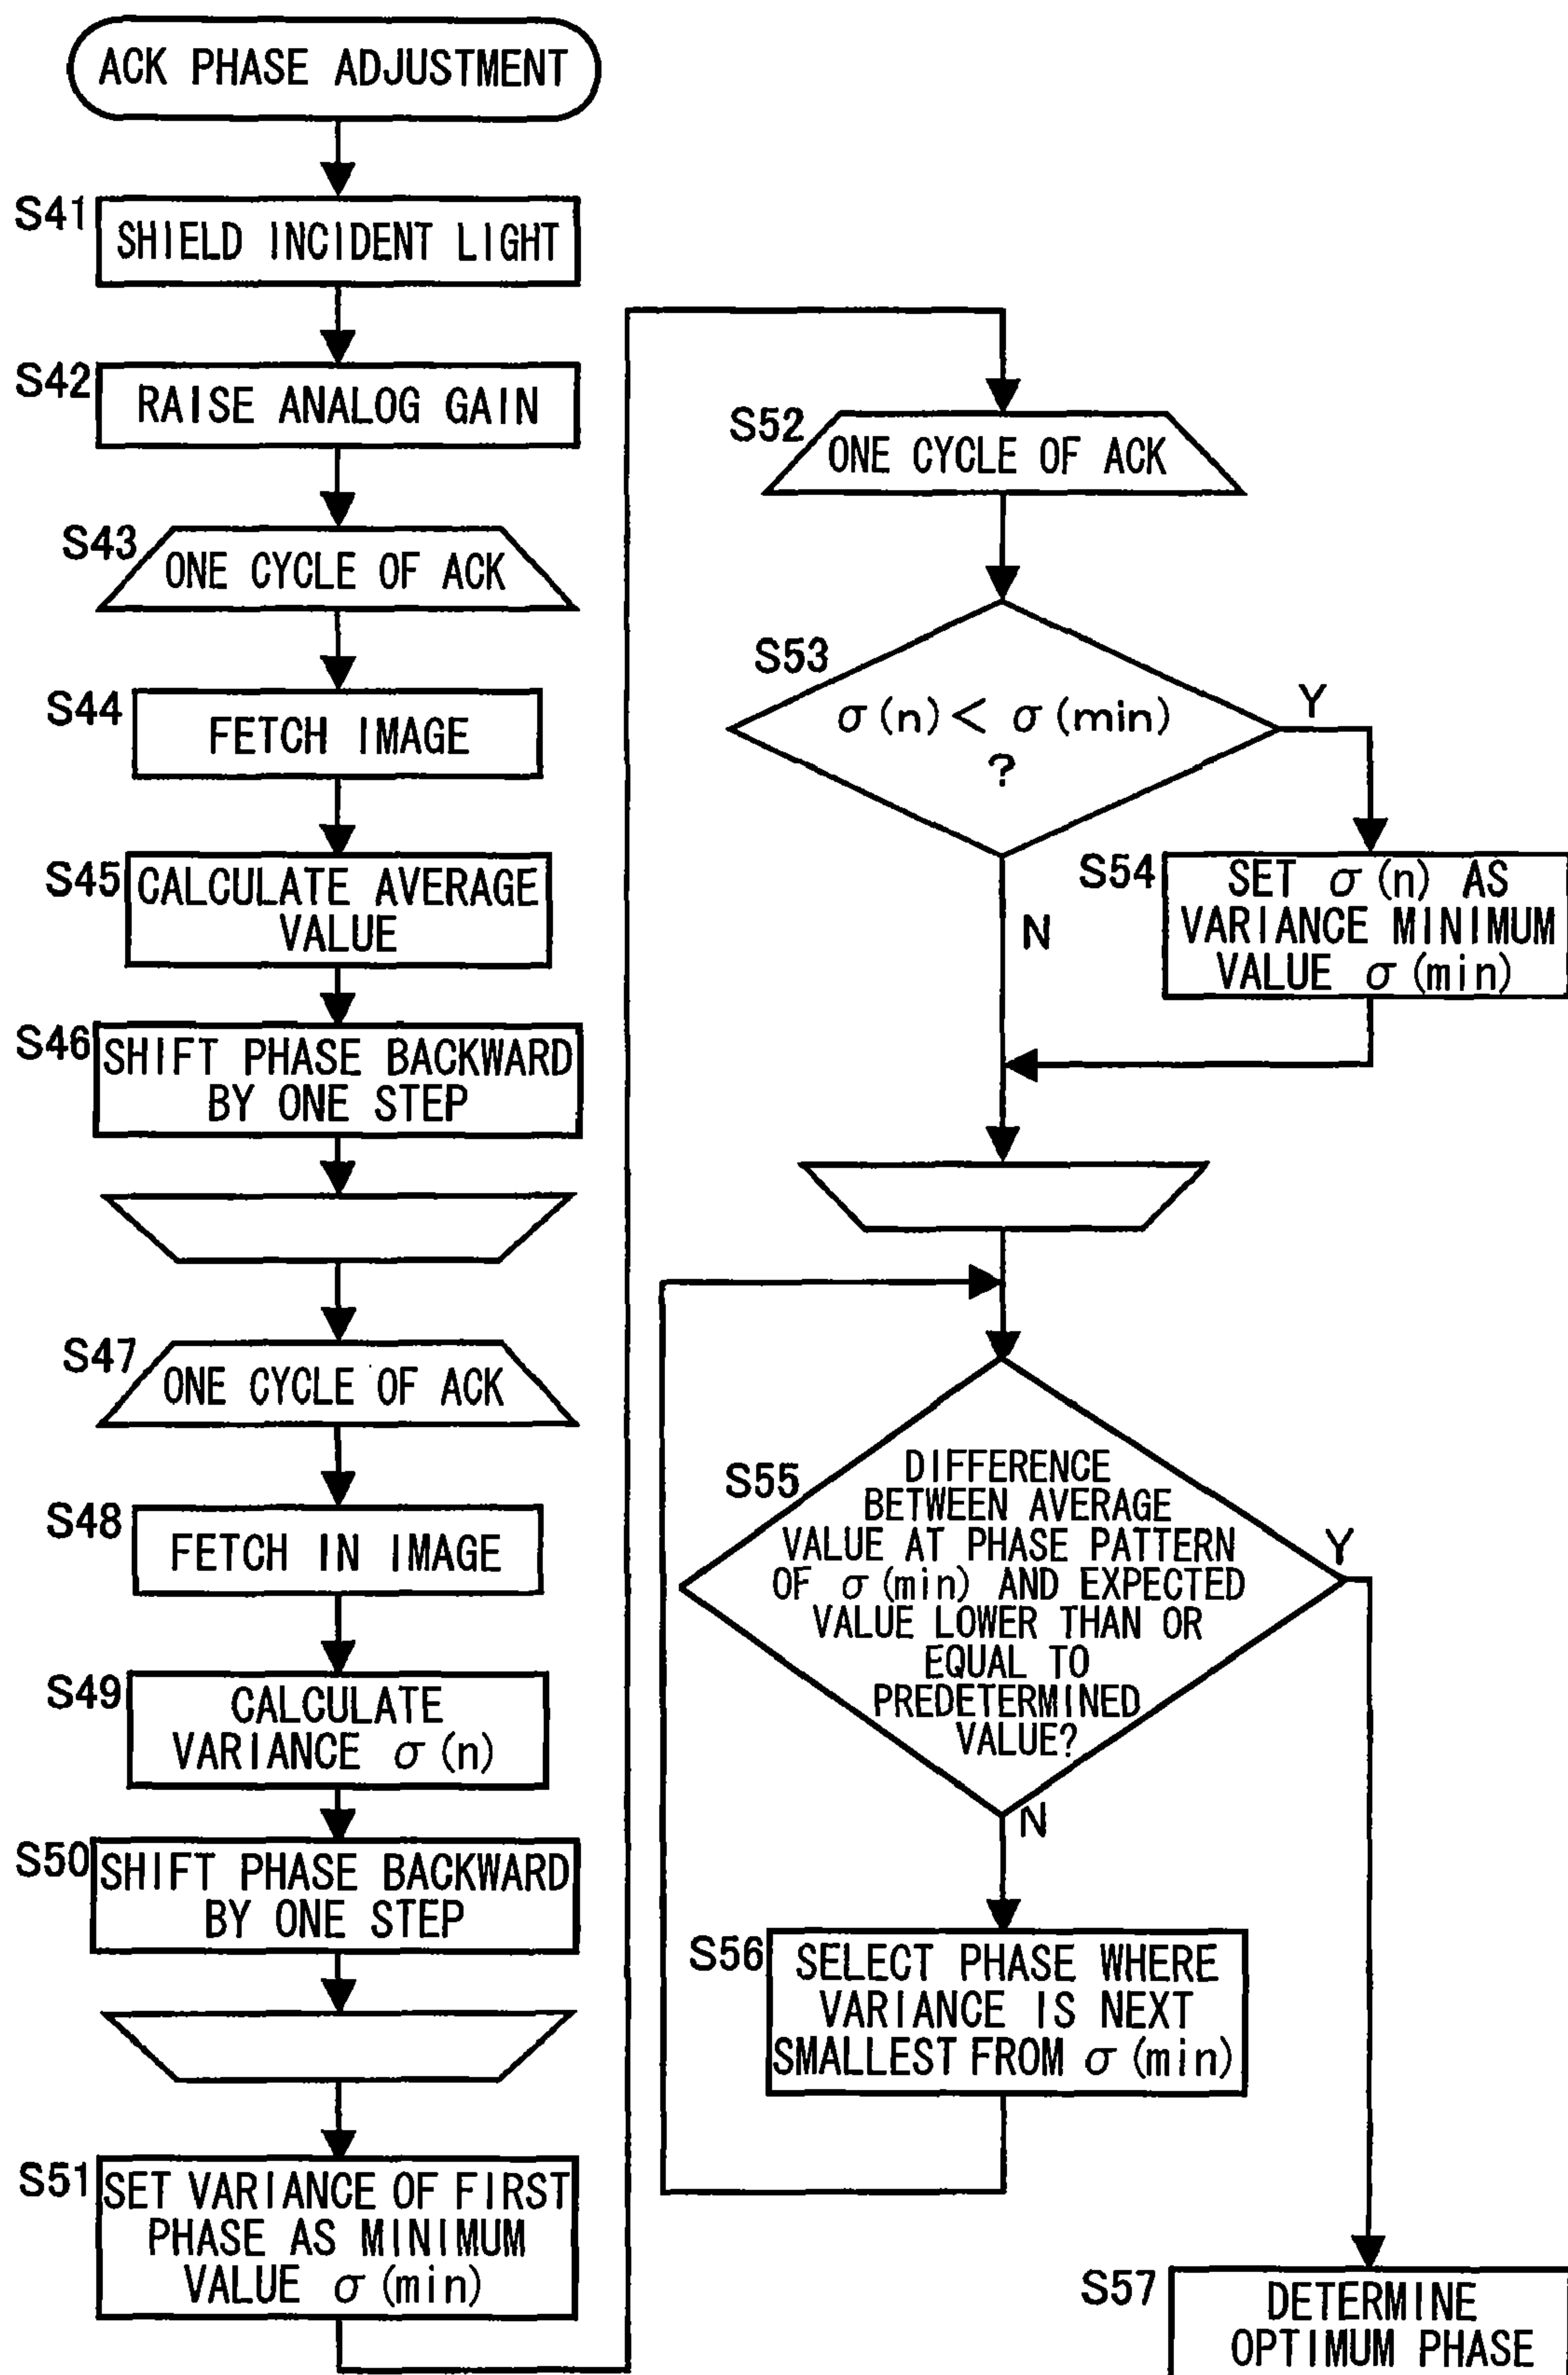 ACK PHASE ADJUSTMENT
S41
SHIELD INCIDENT LIGHT
S42
RAISE ANALOG GAIN
S43
ONE CYCLE OF ACK
S44
FETCH IMAGE
S45
CALCULATE AVERAGE
VALUE
S46
SHIFT PHASE BACKWARD
BY ONE STEP
S47
ONE CYCLE OF ACK
S48
FETCH IN IMAGE
S49
CALCULATE
VARIANCE σ(n)
S50
SHIFT PHASE BACKWARD
BY ONE STEP
S51
SET VARIANCE OF FIRST
PHASE AS MINIMUM
VALUE σ(min)
S52
ONE CYCLE OF ACK
S53
σ(n) < σ(min)
?
Y
N
S54
SET σ(n) AS
VARIANCE MINIMUM
VALUE σ(min)
S55
DIFFERENCE
BETWEEN AVERAGE
VALUE AT PHASE PATTERN
OF σ(min) AND EXPECTED
VALUE LOWER THAN OR
EQUAL TO
PREDETERMINED
VALUE?
Y
N
S56
SELECT PHASE WHERE
VARIANCE IS NEXT
SMALLEST FROM σ(min)
S57
DETERMINE
OPTIMUM PHASE